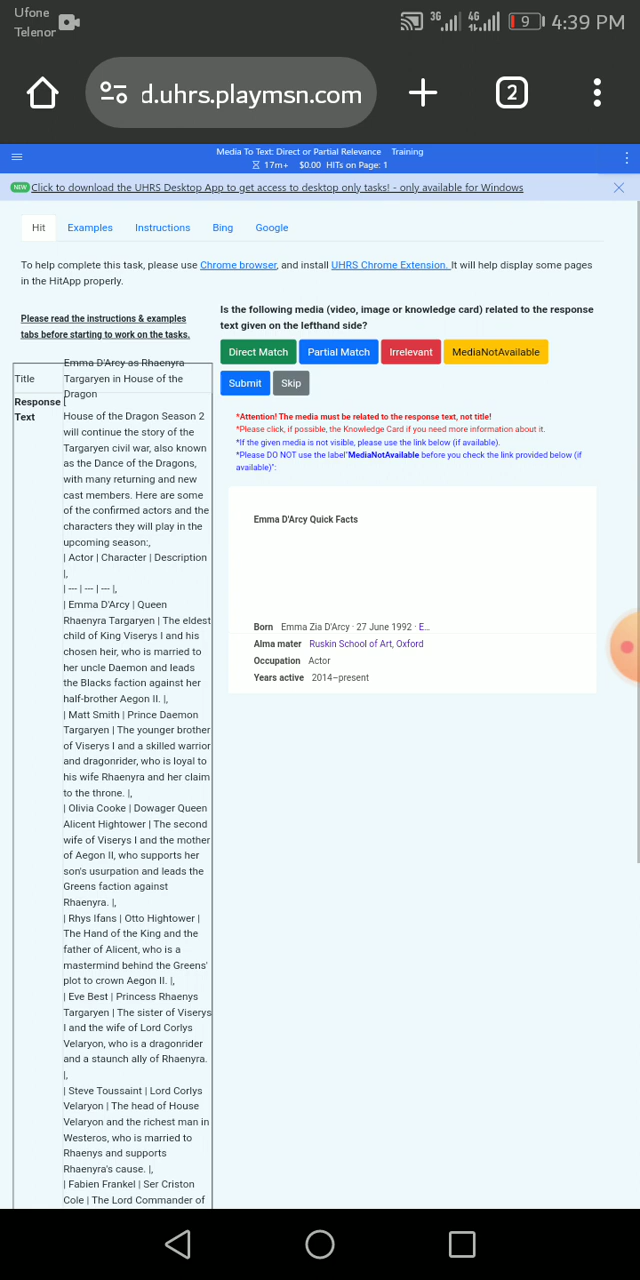 Ufone
Telenor
3G
4G
9
4:39 PM
d.uhrs.playmsn.com
2
Media To Text: Direct or Partial Relevance Training
17m+ $0.00 HITs on Page: 1
NEW Click to download the UHRS Desktop App to get access to desktop only tasks! - only available for Windows
Hit Examples Instructions Bing Google
To help complete this task, please use Chrome browser, and install UHRS Chrome Extension. It will help display some pages
in the HitApp properly.
Please read the instructions & examples
tabs before starting to work on the tasks.
Title
Emma D'Arcy as Rhaenyra
Targaryen in House of the
Dragon
Response
Text
[
House of the Dragon Season 2
will continue the story of the
Targaryen civil war, also known
as the Dance of the Dragons,
with many returning and new
cast members. Here are some
of the confirmed actors and the
characters they will play in the
upcoming season:,
| Actor | Character | Description
|,
| --- | --- | --- |,
| Emma D'Arcy | Queen
Rhaenyra Targaryen | The eldest
child of King Viserys I and his
chosen heir, who is married to
her uncle Daemon and leads
the Blacks faction against her
half-brother Aegon II. |,
| Matt Smith | Prince Daemon
Targaryen | The younger brother
of Viserys I and a skilled warrior
and dragonrider, who is loyal to
his wife Rhaenyra and her claim
to the throne. |,
| Olivia Cooke | Dowager Queen
Alicent Hightower | The second
wife of Viserys I and the mother
of Aegon II, who supports her
son's usurpation and leads the
Greens faction against
Rhaenyra. |,
| Rhys Ifans | Otto Hightower |
The Hand of the King and the
father of Alicent, who is a
mastermind behind the Greens'
plot to crown Aegon II. |,
| Eve Best | Princess Rhaenys
Targaryen | The sister of Viserys
I and the wife of Lord Corlys
Velaryon, who is a dragonrider
and a staunch ally of Rhaenyra.
|,
| Steve Toussaint | Lord Corlys
Velaryon | The head of House
Velaryon and the richest man in
Westeros, who is married to
Rhaenys and supports
Rhaenyra's cause. |,
| Fabien Frankel | Ser Criston
Cole | The Lord Commander of
Is the following media (video, image or knowledge card) related to the response
text given on the lefthand side?
Direct Match Partial Match Irrelevant MediaNotAvailable
Submit Skip
*Attention! The media must be related to the response text, not title!
*Please click, if possible, the Knowledge Card if you need more information about it.
*If the given media is not visible, please use the link below (if available).
*Please DO NOT use the label"MediaNotAvailable before you check the link provided below (if
available)":
Emma D'Arcy Quick Facts
Born Emma Zia D'Arcy · 27 June 1992 · E...
Alma mater Ruskin School of Art, Oxford
Occupation Actor
Years active 2014–present